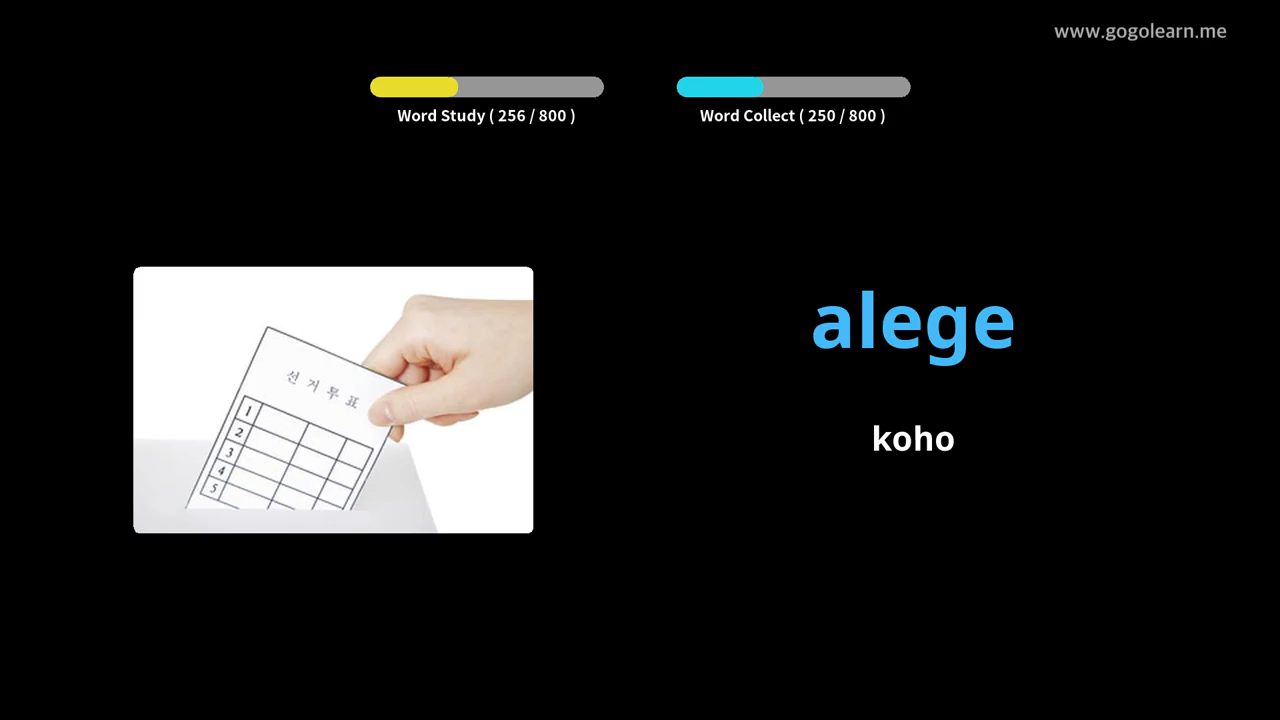 www.gogolearn.me
Word Study ( 256 / 800 )
Word Collect ( 250 / 800 )
선거투표
1
2
3
4
5
alege
koho